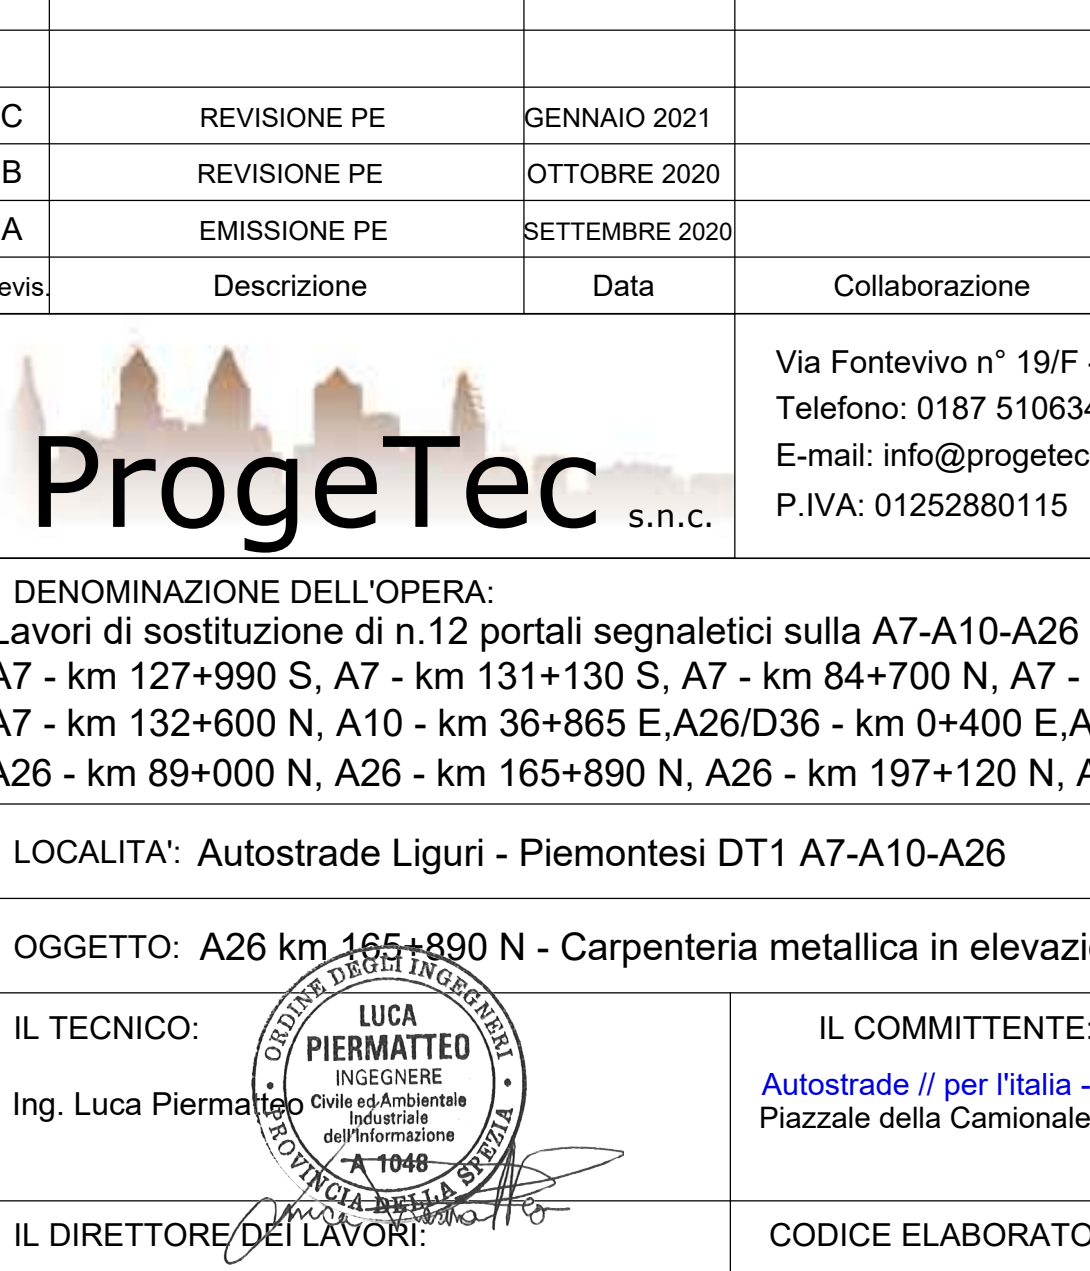 C REVISIONE PE GENNAIO 2021
B REVISIONE PE OTTOBRE 2020
A EMISSIONE PE SETTEMBRE 2020
evis. Descrizione Data Collaborazione
ProgeTec s.n.c.
Via Fontevivo n° 19/F
Telefono: 0187 510634
E-mail: info@progetec
P.IVA: 01252880115
DENOMINAZIONE DELL'OPERA:
Lavori di sostituzione di n.12 portali segnaletici sulla A7-A10-A26
A7 - km 127+990 S, A7 - km 131+130 S, A7 - km 84+700 N, A7 -
A7 - km 132+600 N, A10 - km 36+865 E,A26/D36 - km 0+400 E,A
A26 - km 89+000 N, A26 - km 165+890 N, A26 - km 197+120 N, A
LOCALITA': Autostrade Liguri - Piemontesi DT1 A7-A10-A26
OGGETTO: A26 km 165+890 N - Carpenteria metallica in elevazi
IL TECNICO:
Ing. Luca Piermatteo
ORDINE DEGLI INGEGNERI
PROVINCIA DELLA SPEZIA
LUCA
PIERMATTEO
INGEGNERE
Civile ed Ambientale
Industriale
dell'Informazione
A 1048
IL COMMITTENTE:
Autostrade // per l'italia -
Piazzale della Camionale
IL DIRETTORE DEI LAVORI:
CODICE ELABORATO